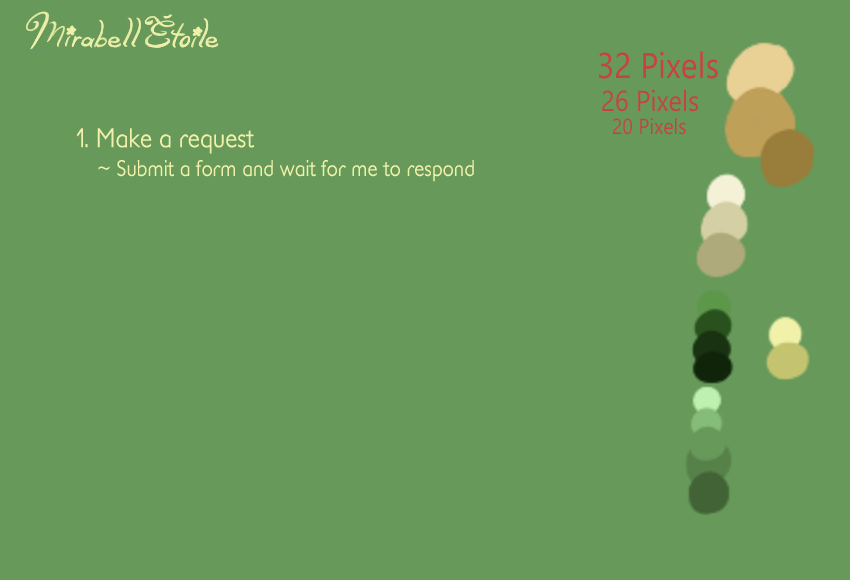 Mirabell Étoile
32 Pixels
26 Pixels
20 Pixels
1. Make a request
~ Submit a form and wait for me to respond